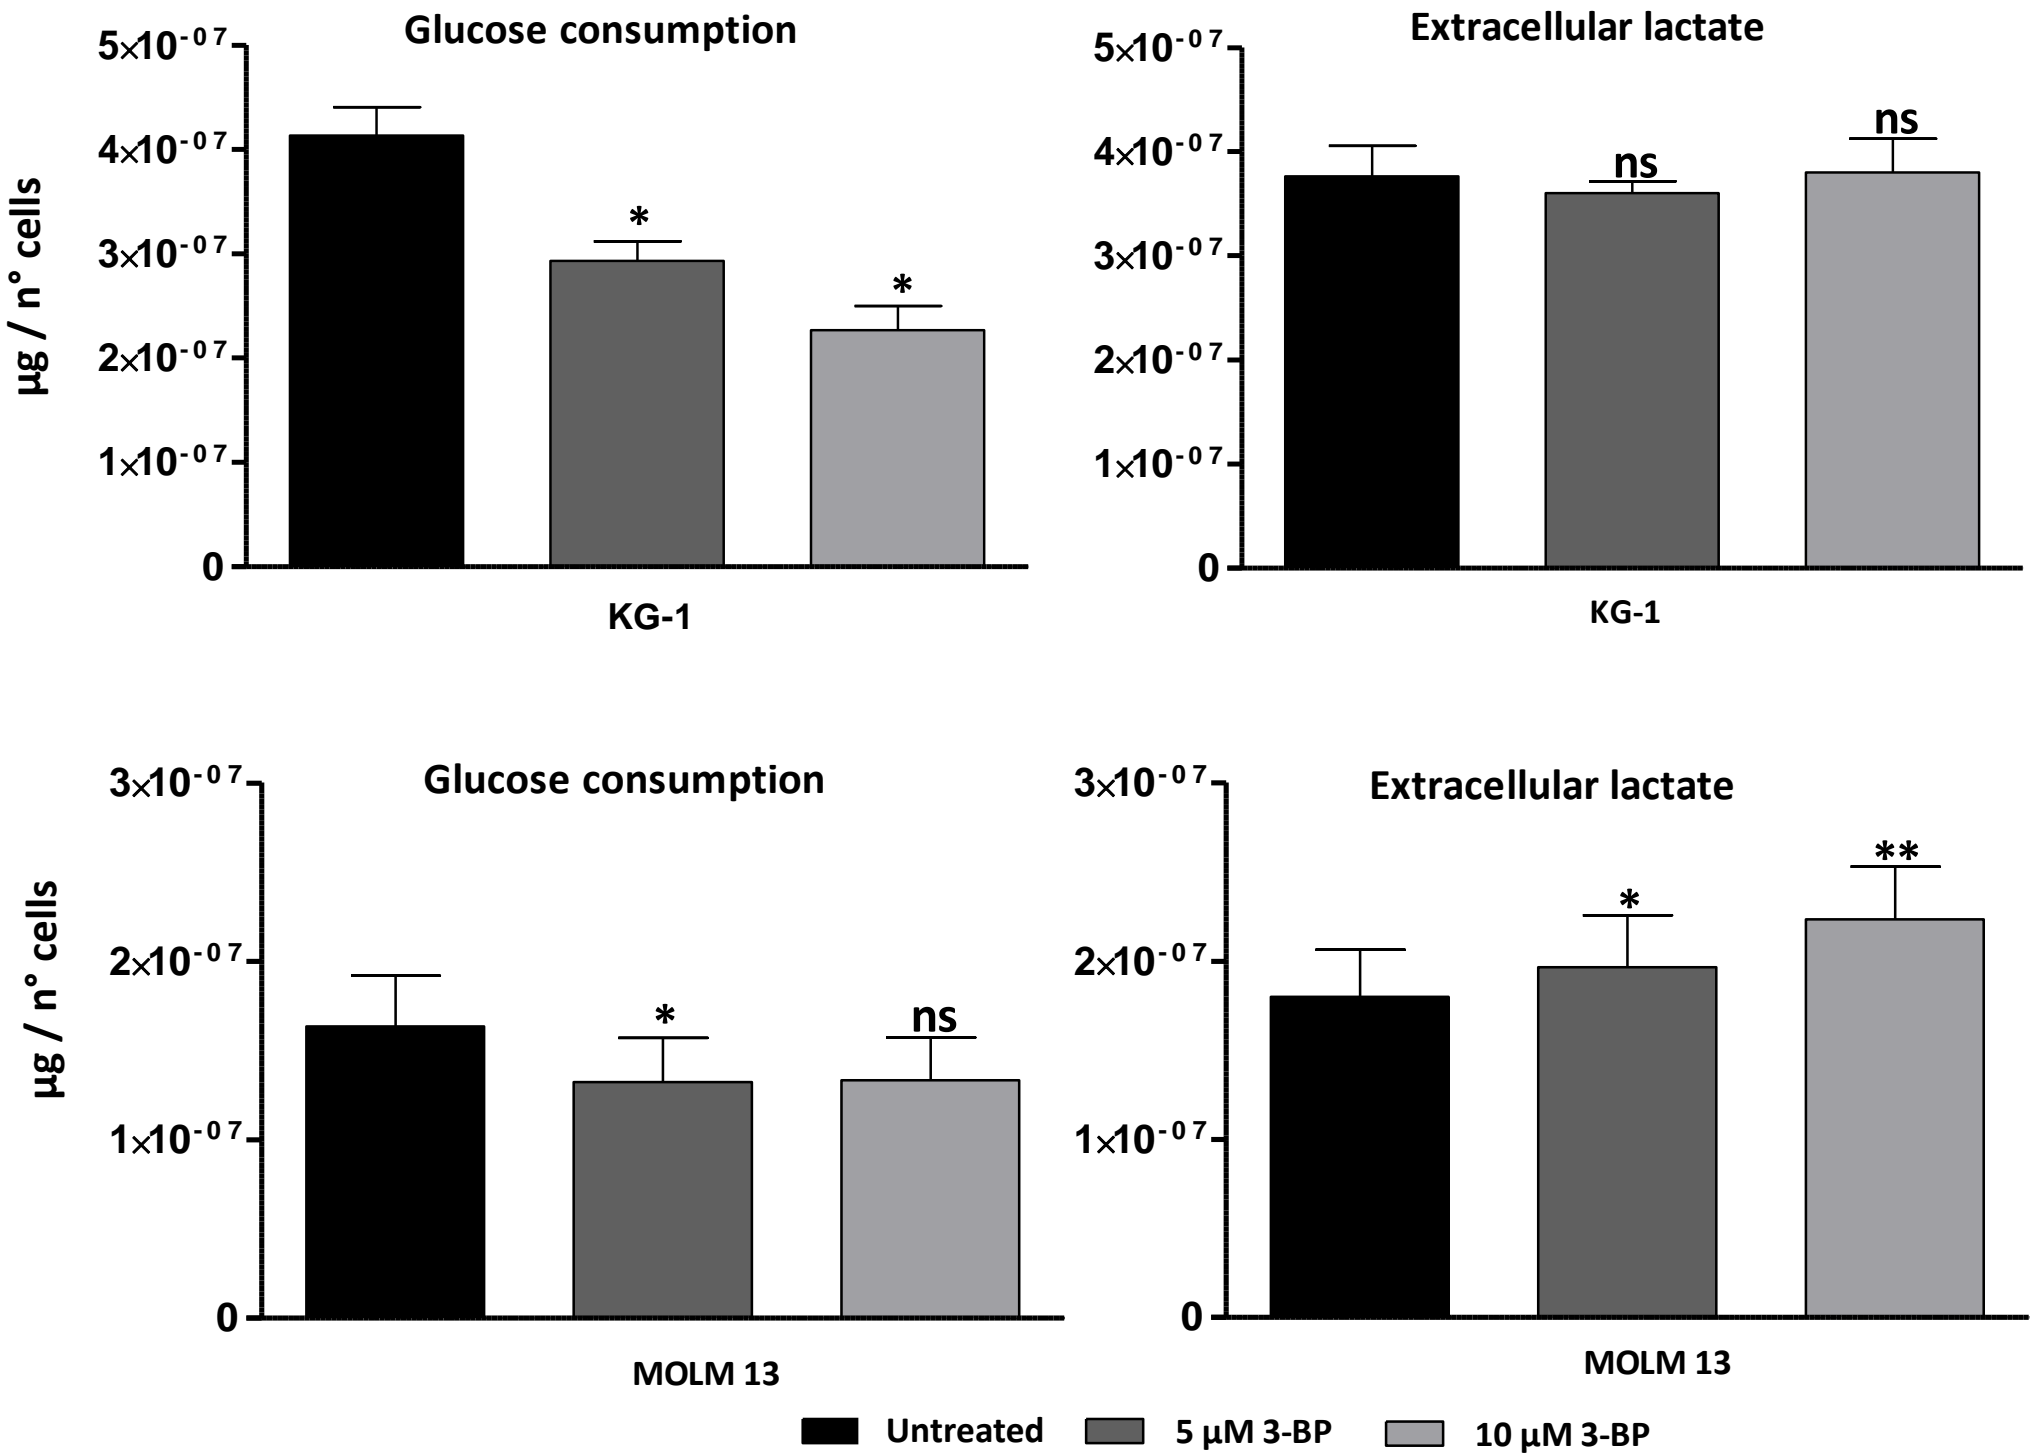 Glucose consumption
5×10⁻⁰⁷
4×10⁻⁰⁷
3×10⁻⁰⁷
2×10⁻⁰⁷
1×10⁻⁰⁷
0
µg / n° cells
*
*
KG-1
Extracellular lactate
5×10⁻⁰⁷
4×10⁻⁰⁷
3×10⁻⁰⁷
2×10⁻⁰⁷
1×10⁻⁰⁷
0
ns
ns
KG-1
Glucose consumption
3×10⁻⁰⁷
2×10⁻⁰⁷
1×10⁻⁰⁷
0
µg / n° cells
*
ns
MOLM 13
Extracellular lactate
3×10⁻⁰⁷
2×10⁻⁰⁷
1×10⁻⁰⁷
0
*
**
MOLM 13
Untreated 5 µM 3-BP 10 µM 3-BP